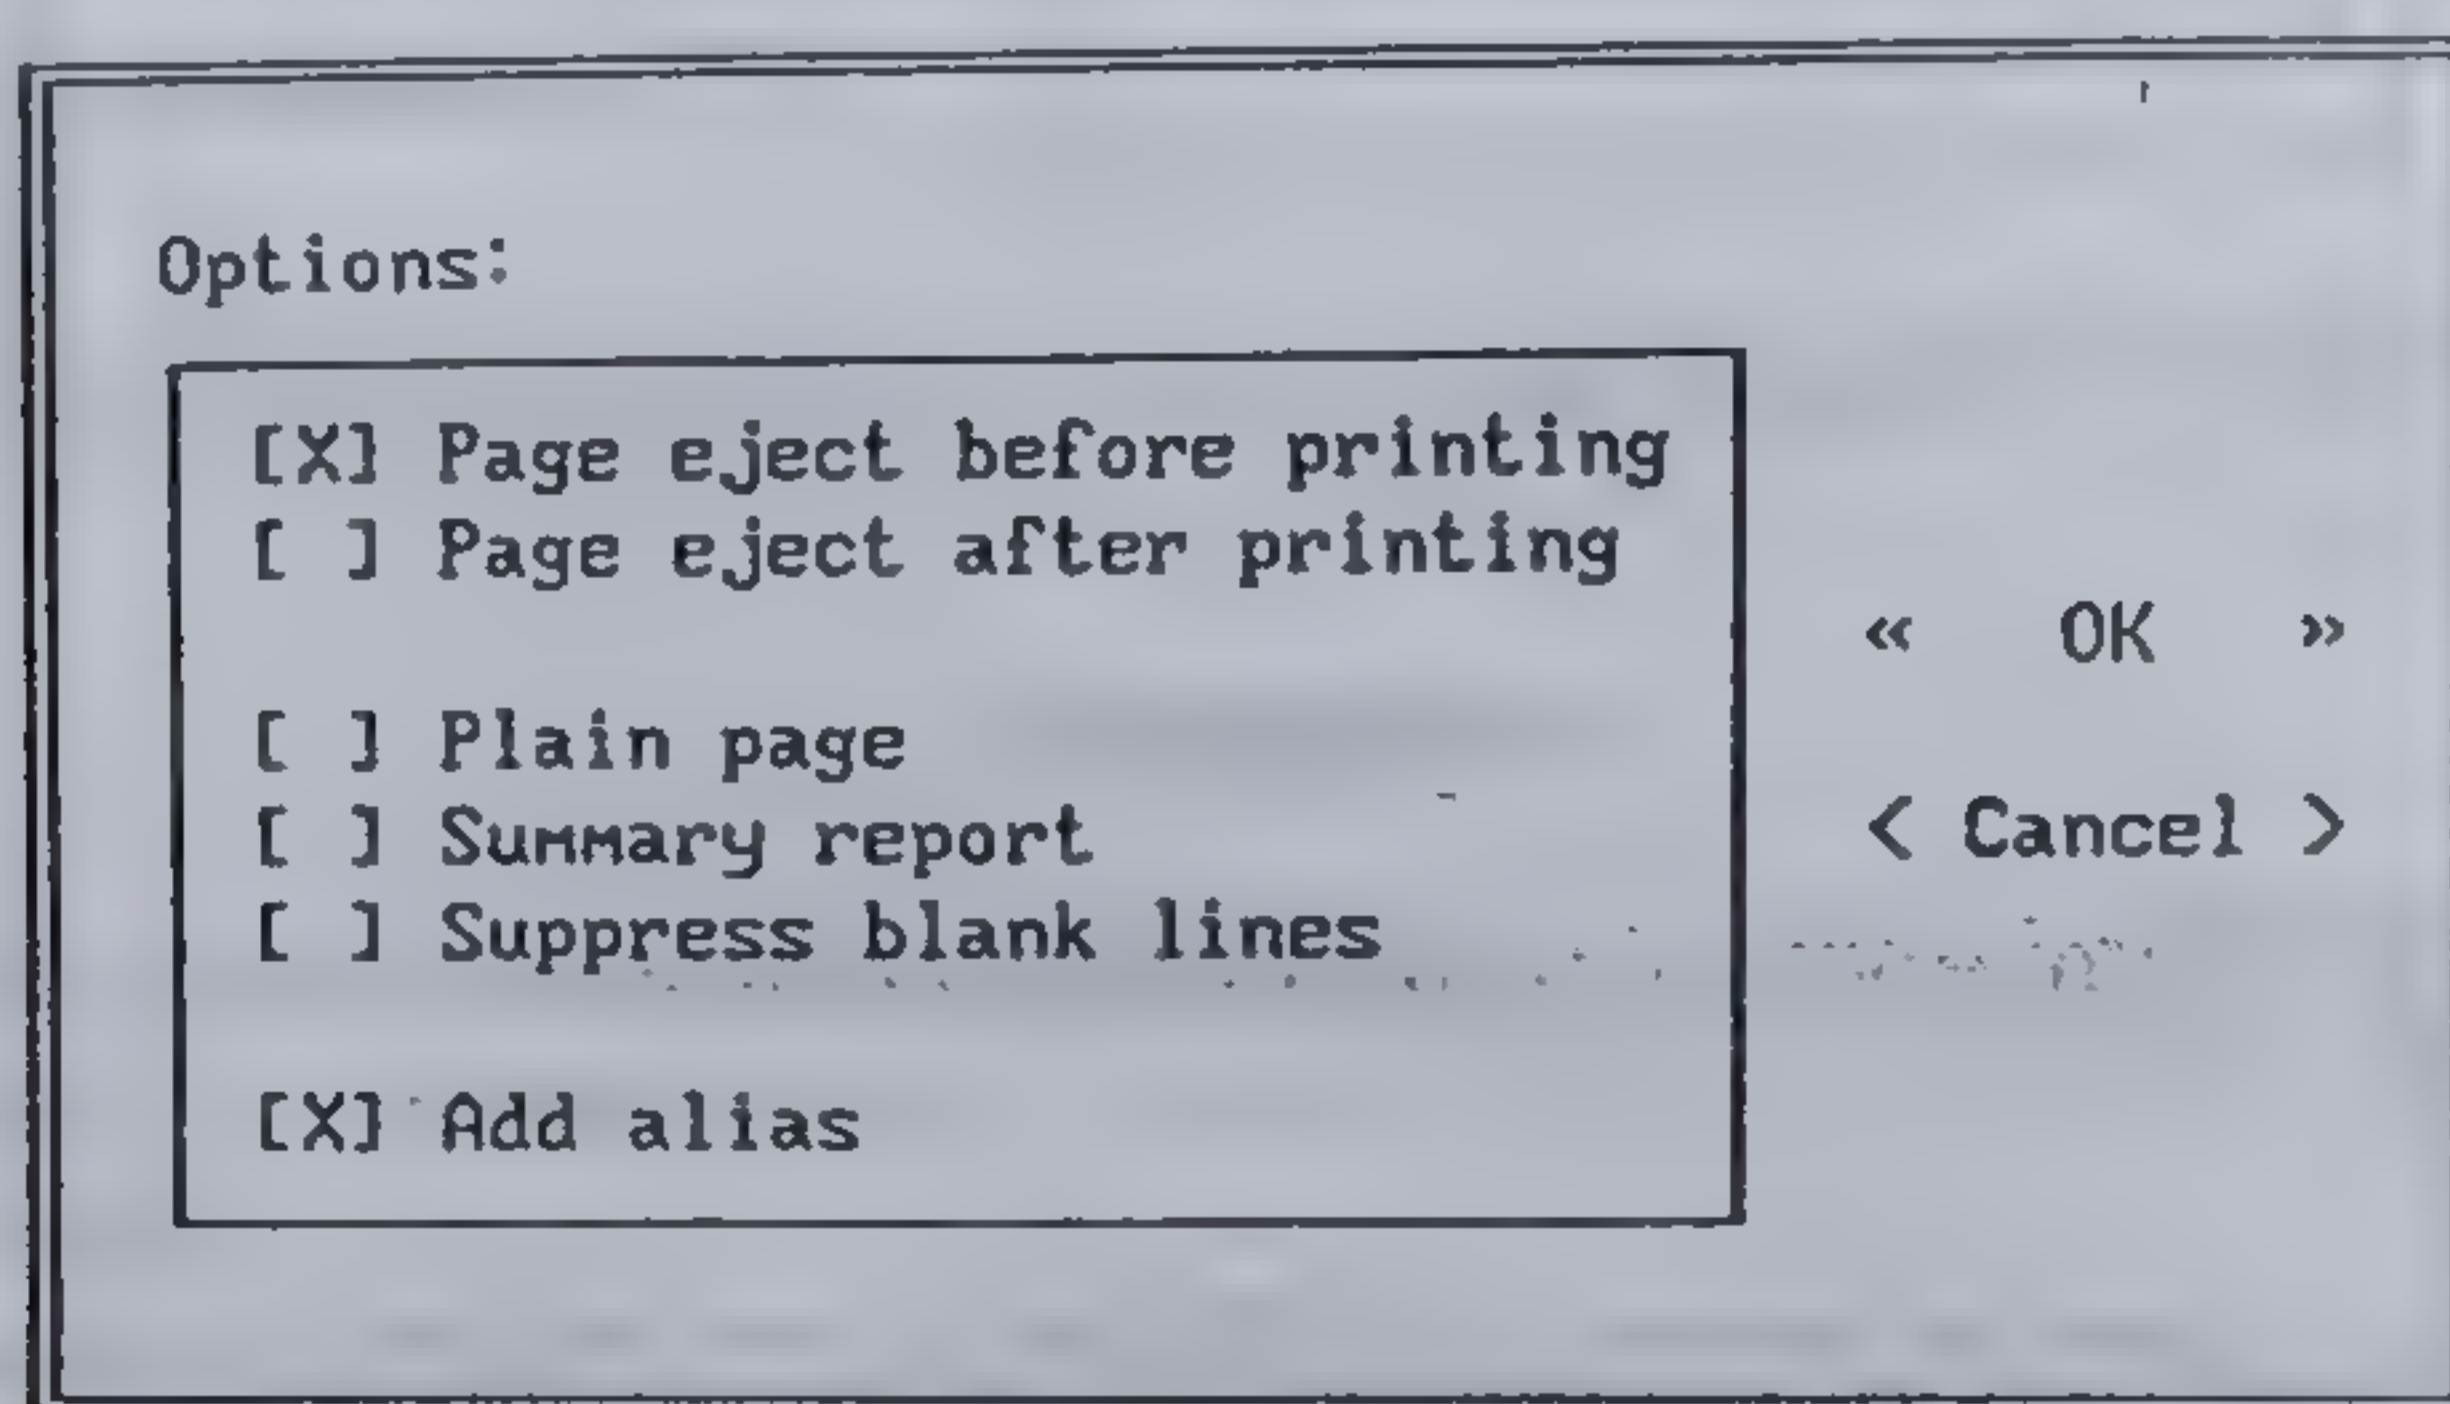 Options:
[X] Page eject before printing
[ ] Page eject after printing
« OK »
[ ] Plain page
[ ] Summary report
< Cancel >
[ ] Suppress blank lines
[X] Add alias